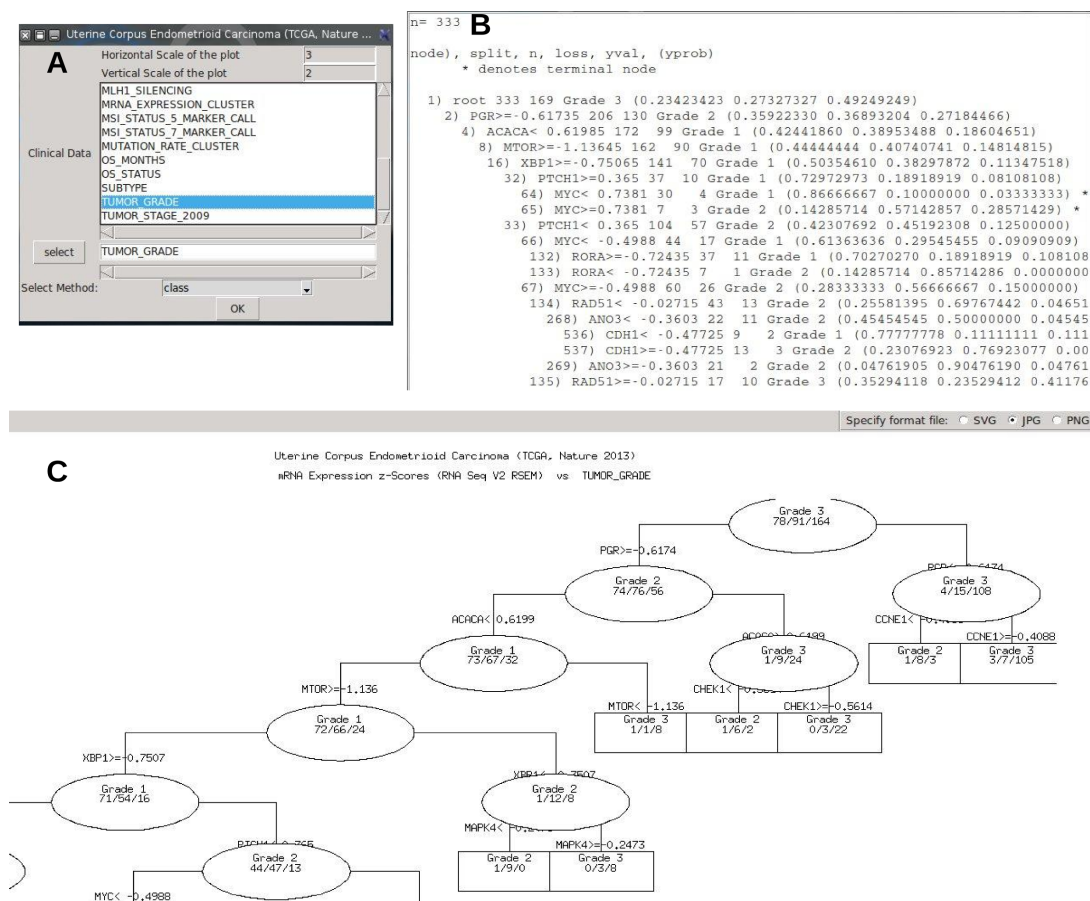 Uterine Corpus Endometrioid Carcinoma (TCGA, Nature ...
A
Horizontal Scale of the plot 3
Vertical Scale of the plot 2
Clinical Data
MLH1_SILENCING
MRNA_EXPRESSION_CLUSTER
MSI_STATUS_5_MARKER_CALL
MSI_STATUS_7_MARKER_CALL
MUTATION_RATE_CLUSTER
OS_MONTHS
OS_STATUS
SUBTYPE
TUMOR_GRADE
TUMOR_STAGE_2009
select TUMOR_GRADE
Select Method: class
OK
B
n= 333
node), split, n, loss, yval, (yprob)
* denotes terminal node
1) root 333 169 Grade 3 (0.23423423 0.27327327 0.49249249)
2) PGR>=-0.61735 206 130 Grade 2 (0.35922330 0.36893204 0.27184466)
4) ACACA< 0.61985 172 99 Grade 1 (0.42441860 0.38953488 0.18604651)
8) MTOR>=-1.13645 162 90 Grade 1 (0.44444444 0.40740741 0.14814815)
16) XBP1>=-0.75065 141 70 Grade 1 (0.50354610 0.38297872 0.11347518)
32) PTCH1>=0.365 37 10 Grade 1 (0.72972973 0.18918919 0.08108108)
64) MYC< 0.7381 30 4 Grade 1 (0.86666667 0.10000000 0.03333333) *
65) MYC>=0.7381 7 3 Grade 2 (0.14285714 0.57142857 0.28571429) *
33) PTCH1< 0.365 104 57 Grade 2 (0.42307692 0.45192308 0.12500000)
66) MYC< -0.4988 44 17 Grade 1 (0.61363636 0.29545455 0.09090909)
132) RORA>=-0.72435 37 11 Grade 1 (0.70270270 0.18918919 0.108108
133) RORA< -0.72435 7 1 Grade 2 (0.14285714 0.85714286 0.0000000
67) MYC>=-0.4988 60 26 Grade 2 (0.28333333 0.56666667 0.15000000)
134) RAD51< -0.02715 43 13 Grade 2 (0.25581395 0.69767442 0.04651
268) ANO3< -0.3603 22 11 Grade 2 (0.45454545 0.50000000 0.04545
536) CDH1< -0.47725 9 2 Grade 1 (0.77777778 0.11111111 0.111
537) CDH1>=-0.47725 13 3 Grade 2 (0.23076923 0.76923077 0.00
269) ANO3>=-0.3603 21 2 Grade 2 (0.04761905 0.90476190 0.04761
135) RAD51>=-0.02715 17 10 Grade 3 (0.35294118 0.23529412 0.41176
Specify format file: SVG JPG PNG
C
Uterine Corpus Endometrioid Carcinoma (TCGA, Nature 2013)
mRNA Expression z-Scores (RNA Seq V2 RSEM) vs TUMOR_GRADE
Grade 3
78/91/164
PGR>=-0.6174
Grade 2
74/76/56
Grade 3
4/15/108
ACACA< 0.6199
CCNE1<
CCNE1>=-0.4088
Grade 1
73/67/32
Grade 3
1/9/24
Grade 2
1/8/3
Grade 3
3/7/105
MTOR>=-1.136
CHEK1<
MTOR< -1.136
CHEK1>=-0.5614
Grade 1
72/66/24
Grade 3
1/1/8
Grade 2
1/6/2
Grade 3
0/3/22
XBP1>=-0.7507
Grade 1
71/54/16
Grade 2
1/12/8
MAPK4<
MAPK4>=-0.2473
Grade 2
44/47/13
Grade 2
1/9/0
Grade 3
0/3/8
MYC< -0.4988